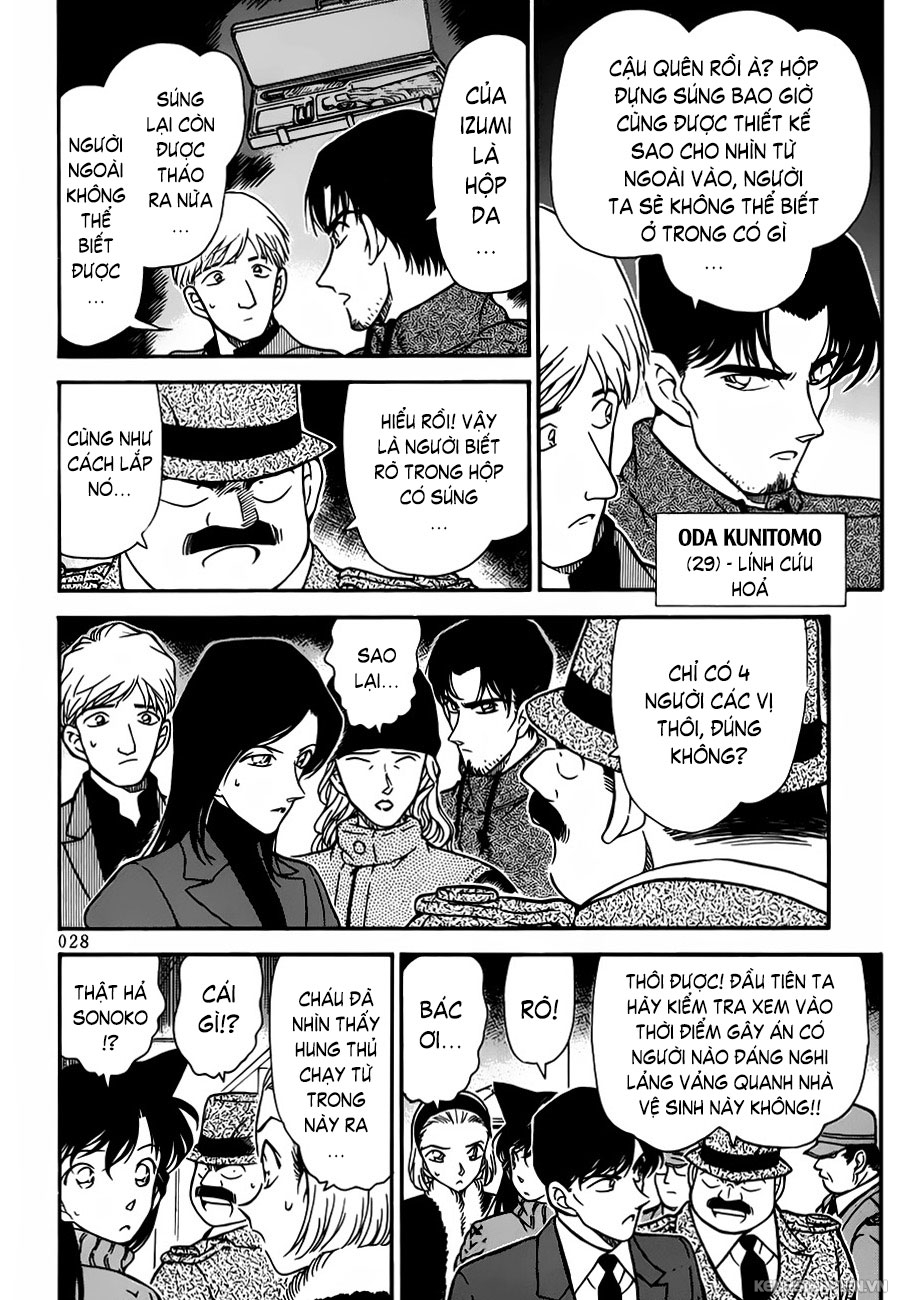 CẬU QUÊN RỒI À? HỘP
ĐỰNG SÚNG BAO GIỜ
CŨNG ĐƯỢC THIẾT KẾ
SAO CHO NHÌN TỪ
NGOÀI VÀO, NGƯỜI
TA SẼ KHÔNG THỂ BIẾT
Ở TRONG CÓ GÌ
...
CỦA
IZUMI
LÀ
HỘP
DA
...
SÚNG
LẠI CÒN
ĐƯỢC
THÁO
RA NỮA
...
NGƯỜI
NGOÀI
KHÔNG
THỂ
BIẾT
ĐƯỢC
...
ODA KUNITOMO
(29) - LÍNH CỨU
HOẢ
HIỂU RỒI! VẬY
LÀ NGƯỜI BIẾT
RÕ TRONG HỘP
CÓ SÚNG
...
CŨNG NHƯ
CÁCH LẮP
NÓ...
CHỈ CÓ 4
NGƯỜI CÁC VỊ
THÔI, ĐÚNG
KHÔNG?
SAO
LẠI...
028
THÔI ĐƯỢC! ĐẦU TIÊN TA
HÃY KIỂM TRA XEM VÀO
THỜI ĐIỂM GÂY ÁN CÓ
NGƯỜI NÀO ĐÁNG NGHI
LẢNG VẢNG QUANH NHÀ
VỆ SINH NÀY KHÔNG!!
RÕ!
BÁC
ƠI...
CHÁU ĐÃ
NHÌN THẤY
HUNG THỦ
CHẠY TỪ
TRONG
NÀY RA
...
CÁI
GÌ!?
THẬT HẢ
SONOKO
!?